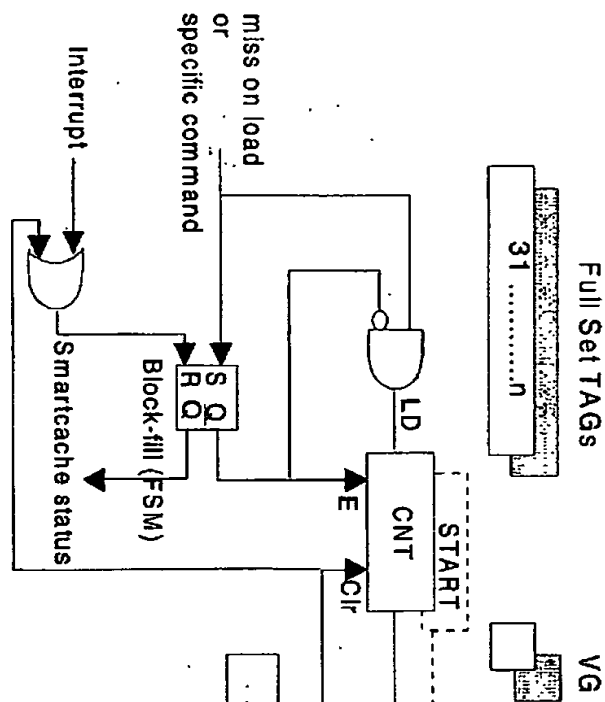 Full Set TAGs
VG
31 ............n
START
CNT
LD
E
Clr
miss on load
or
specific command
S Q
R Q
Block-fill (FSM)
Interrupt
Smartcache status